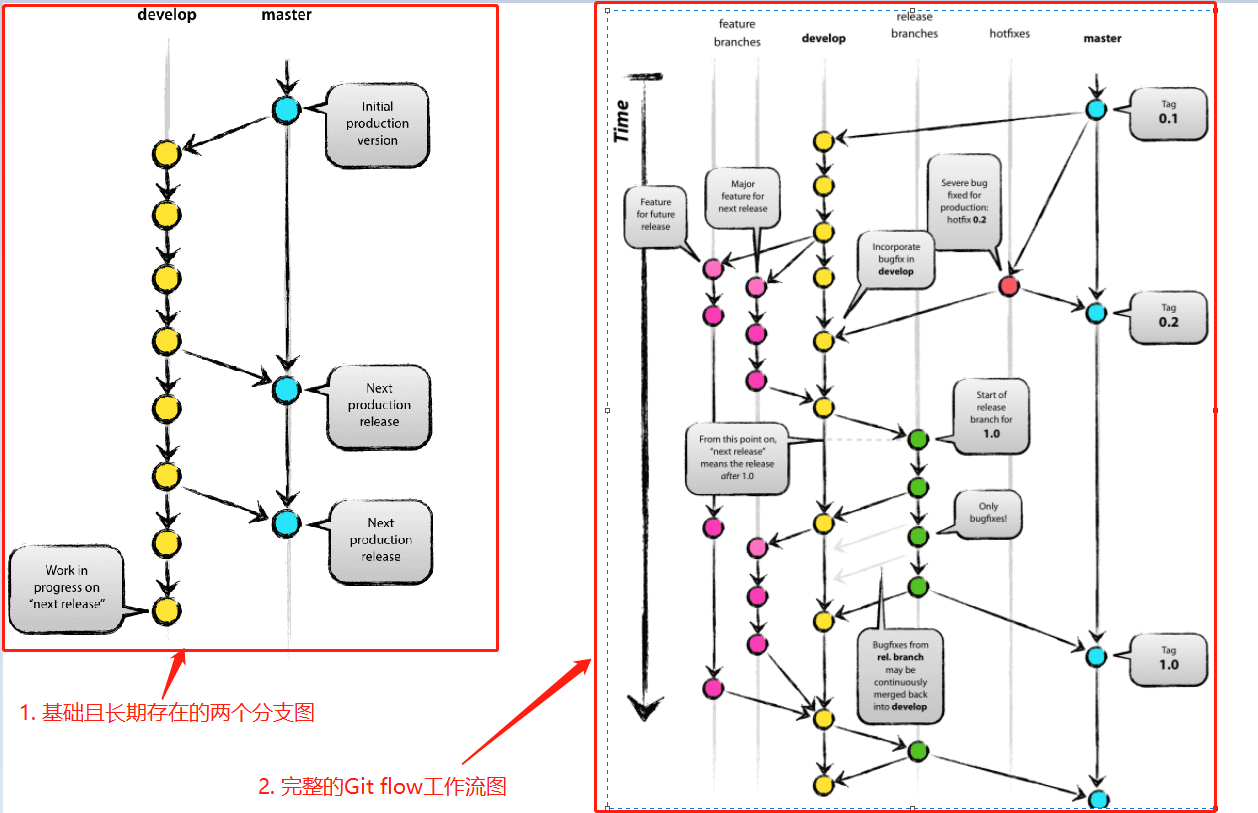 develop
master
Initial
production
version
Next
production
release
Next
production
release
Work in
progress on
“next release”
1. 基础且长期存在的两个分支图
2. 完整的Git flow工作流图
feature
branches
develop
release
branches
hotfixes
master
Time
Tag
0.1
Major
feature for
next release
Feature
for future
release
Severe bug
fixed for
production:
hotfix 0.2
Incorporate
bugfix in
develop
Tag
0.2
Start of
release
branch for
1.0
From this point on,
“next release”
means the release
after 1.0
Only
bugfixes!
Bugfixes from
rel. branch
may be
continuously
merged back
into develop
Tag
1.0